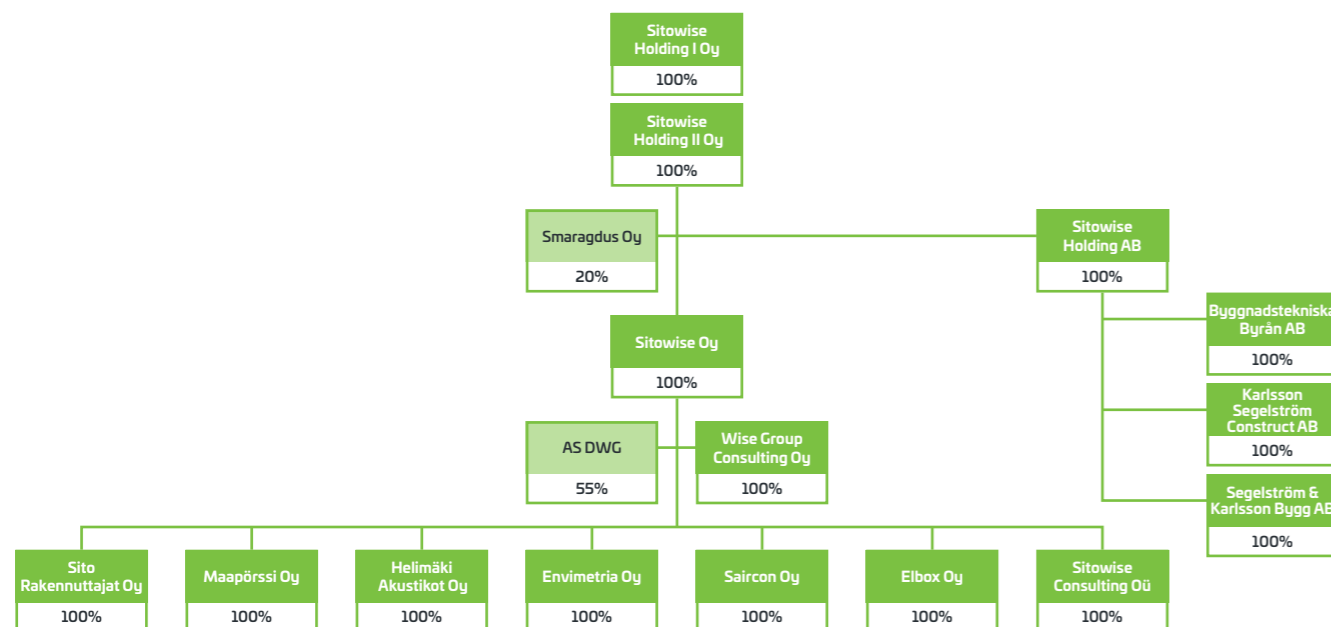 Sitowise
Holding I Oy
100%
Sitowise
Holding II Oy
100%
Smaragdus Oy
20%
Sitowise
Holding AB
100%
Byggnadstekniska
Byrån AB
100%
Karlsson
Segelström
Construct AB
100%
Segelström &
Karlsson Bygg AB
100%
Sitowise Oy
100%
AS DWG
55%
Wise Group
Consulting Oy
100%
Sito
Rakennuttajat Oy
100%
Maapörssi Oy
100%
Helimäki
Akustikot Oy
100%
Envimetria Oy
100%
Saircon Oy
100%
Elbox Oy
100%
Sitowise
Consulting Oü
100%